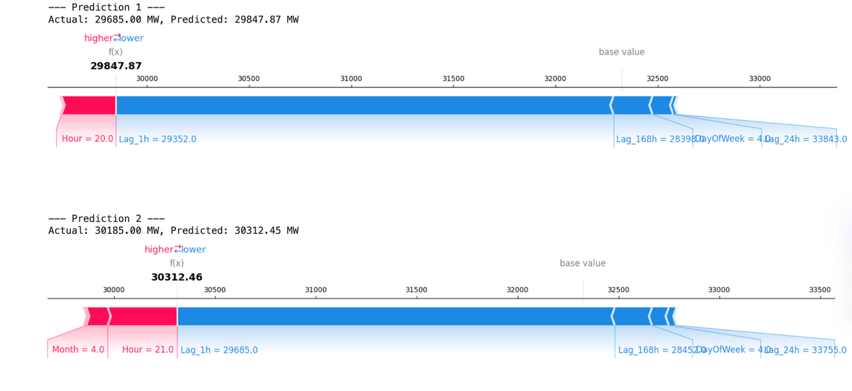 --- Prediction 1 ---
Actual: 29685.00 MW, Predicted: 29847.87 MW
higher ⇄ lower
f(x) base value
29847.87
30000 30500 31000 31500 32000 32500 33000
Hour = 20.0 Lag_1h = 29352.0 Lag_168h = 28398.0 DayOfWeek = 4.0 Lag_24h = 33843.0
--- Prediction 2 ---
Actual: 30185.00 MW, Predicted: 30312.45 MW
higher ⇄ lower
f(x) base value
30312.46
30000 30500 31000 31500 32000 32500 33000 33500
Month = 4.0 Hour = 21.0 Lag_1h = 29685.0 Lag_168h = 28452.0 DayOfWeek = 4.0 Lag_24h = 33755.0